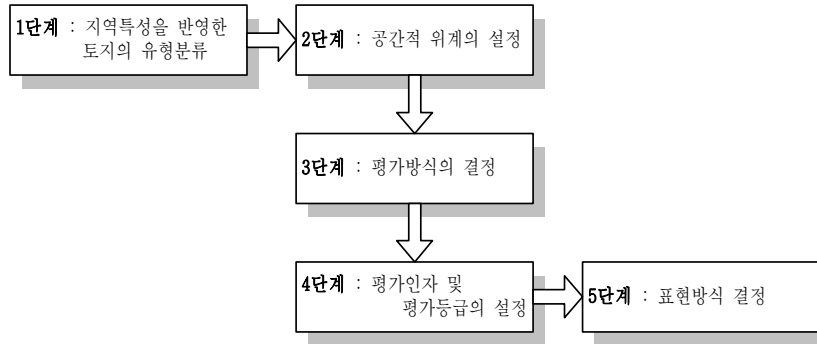 1단계 : 지역특성을 반영한
토지의 유형분류
2단계 : 공간적 위계의 설정
3단계 : 평가방식의 결정
4단계 : 평가인자 및
평가등급의 설정
5단계 : 표현방식 결정